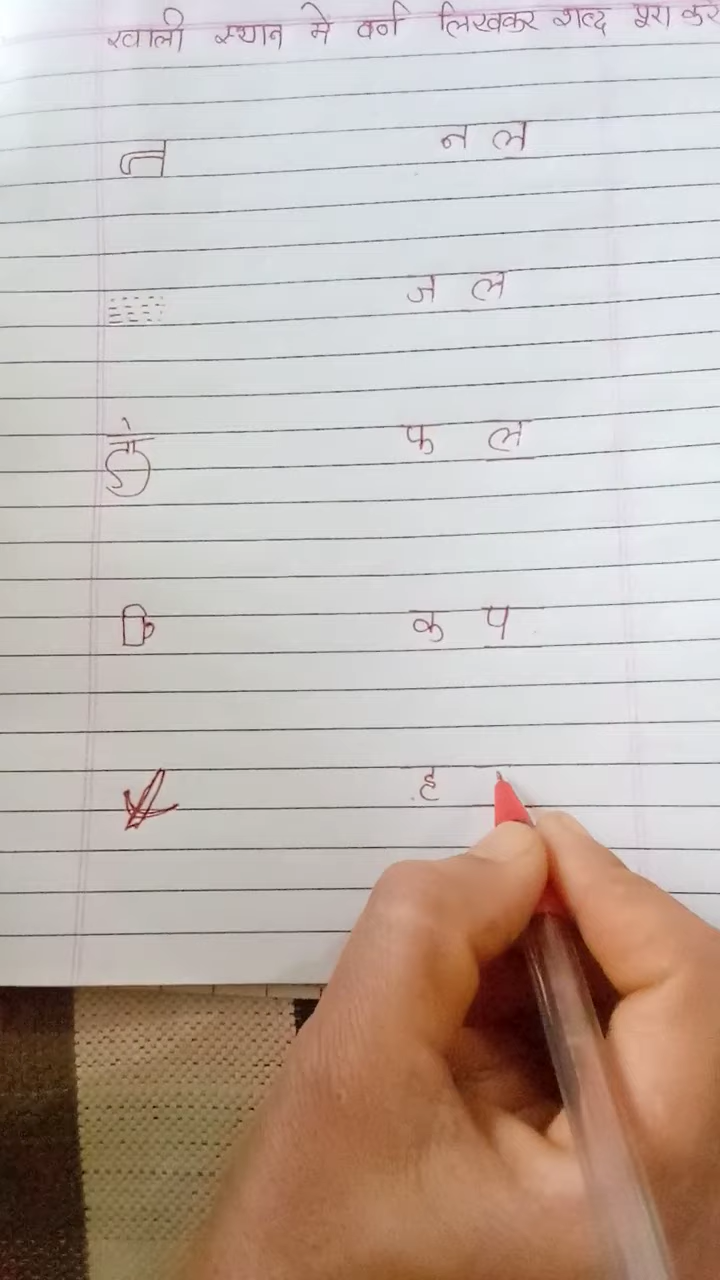 खाली स्थान मे वर्न लिखकर शब्द पूरा कर
न ल
ज ल
फ ल
क प
ह